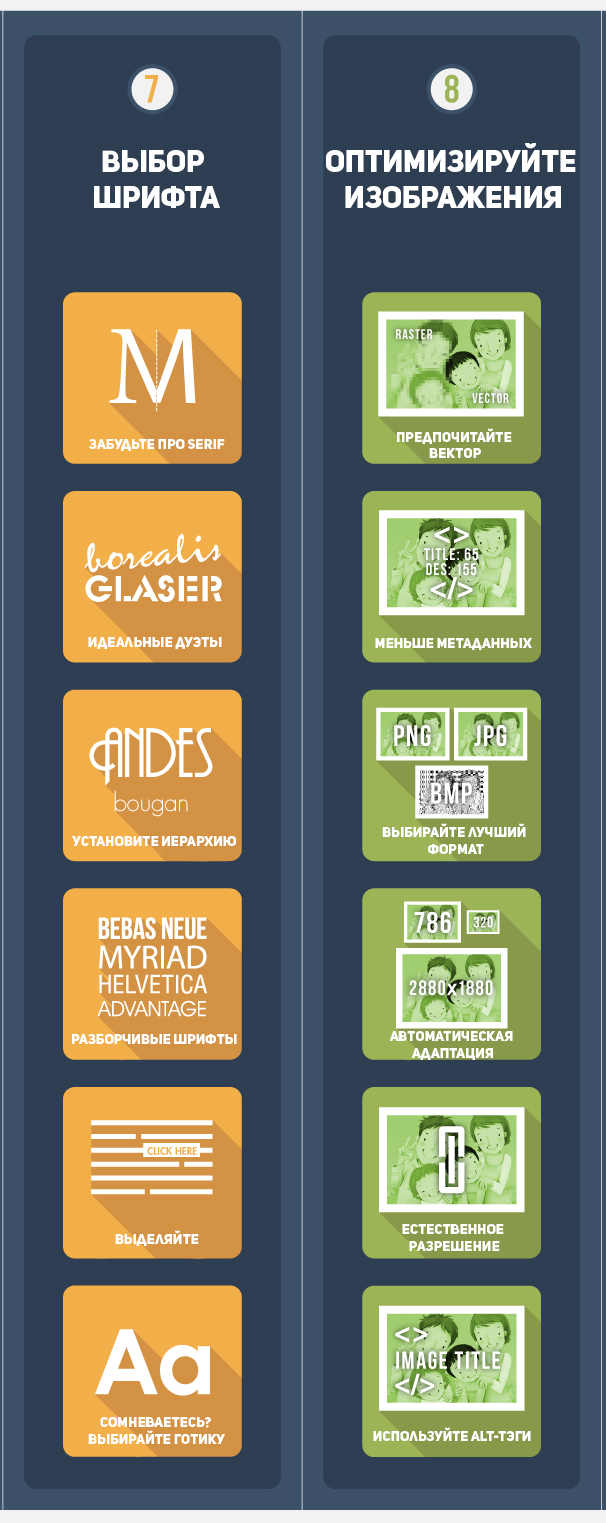 7
ВЫБОР
ШРИФТА
M
ЗАБУДЬТЕ ПРО SERIF
borealis
GLASER
ИДЕАЛЬНЫЕ ДУЭТЫ
ANDES
bougan
УСТАНОВИТЕ ИЕРАРХИЮ
BEBAS NEUE
MYRIAD
HELVETICA
ADVANTAGE
РАЗБОРЧИВЫЕ ШРИФТЫ
CLICK HERE
ВЫДЕЛЯЙТЕ
Aa
СОМНЕВАЕТЕСЬ?
ВЫБИРАЙТЕ ГОТИКУ
8
ОПТИМИЗИРУЙТЕ
ИЗОБРАЖЕНИЯ
RASTER
VECTOR
ПРЕДПОЧИТАЙТЕ
ВЕКТОР
<>
TITLE: 65
DES: 155
</>
МЕНЬШЕ МЕТАДАННЫХ
PNG JPG
BMP
ВЫБИРАЙТЕ ЛУЧШИЙ
ФОРМАТ
786 320
2880x1880
АВТОМАТИЧЕСКАЯ
АДАПТАЦИЯ
ЕСТЕСТВЕННОЕ
РАЗРЕШЕНИЕ
<>
IMAGE TITLE
</>
ИСПОЛЬЗУЙТЕ ALT-ТЭГИ